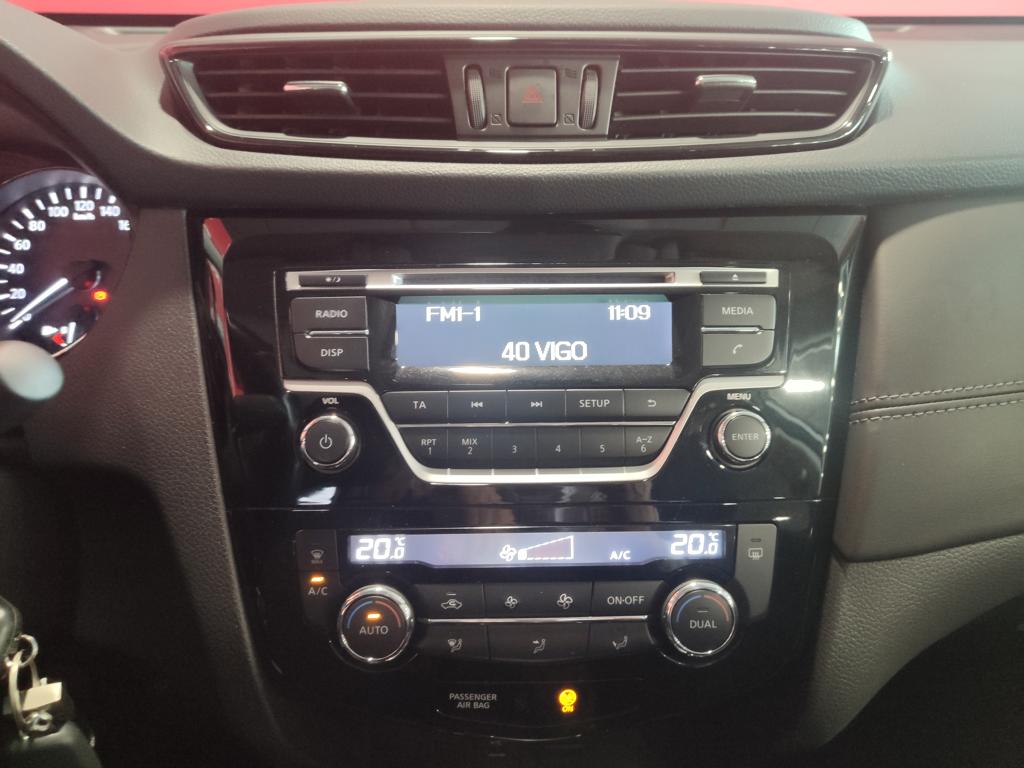 20
40
60
80
100
120
140
km/h
RADIO
DISP
FM1-1
11:09
40 VIGO
MEDIA
TA
SETUP
RPT
1
MIX
2
3
4
5
A-Z
6
VOL
MENU
ENTER
20.0°C
A/C
20.0°C
A/C
AUTO
ON·OFF
DUAL
PASSENGER
AIR BAG
ON